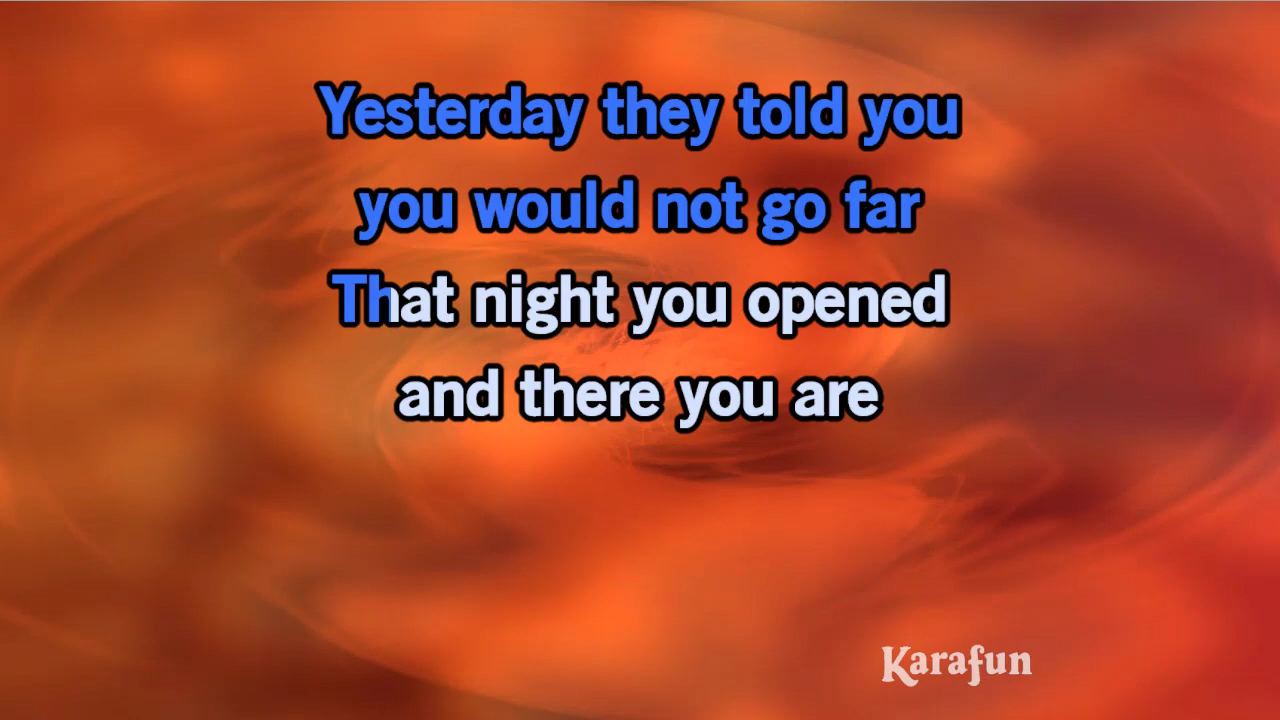 Yesterday they told you
you would not go far
That night you opened
and there you are
Karafun